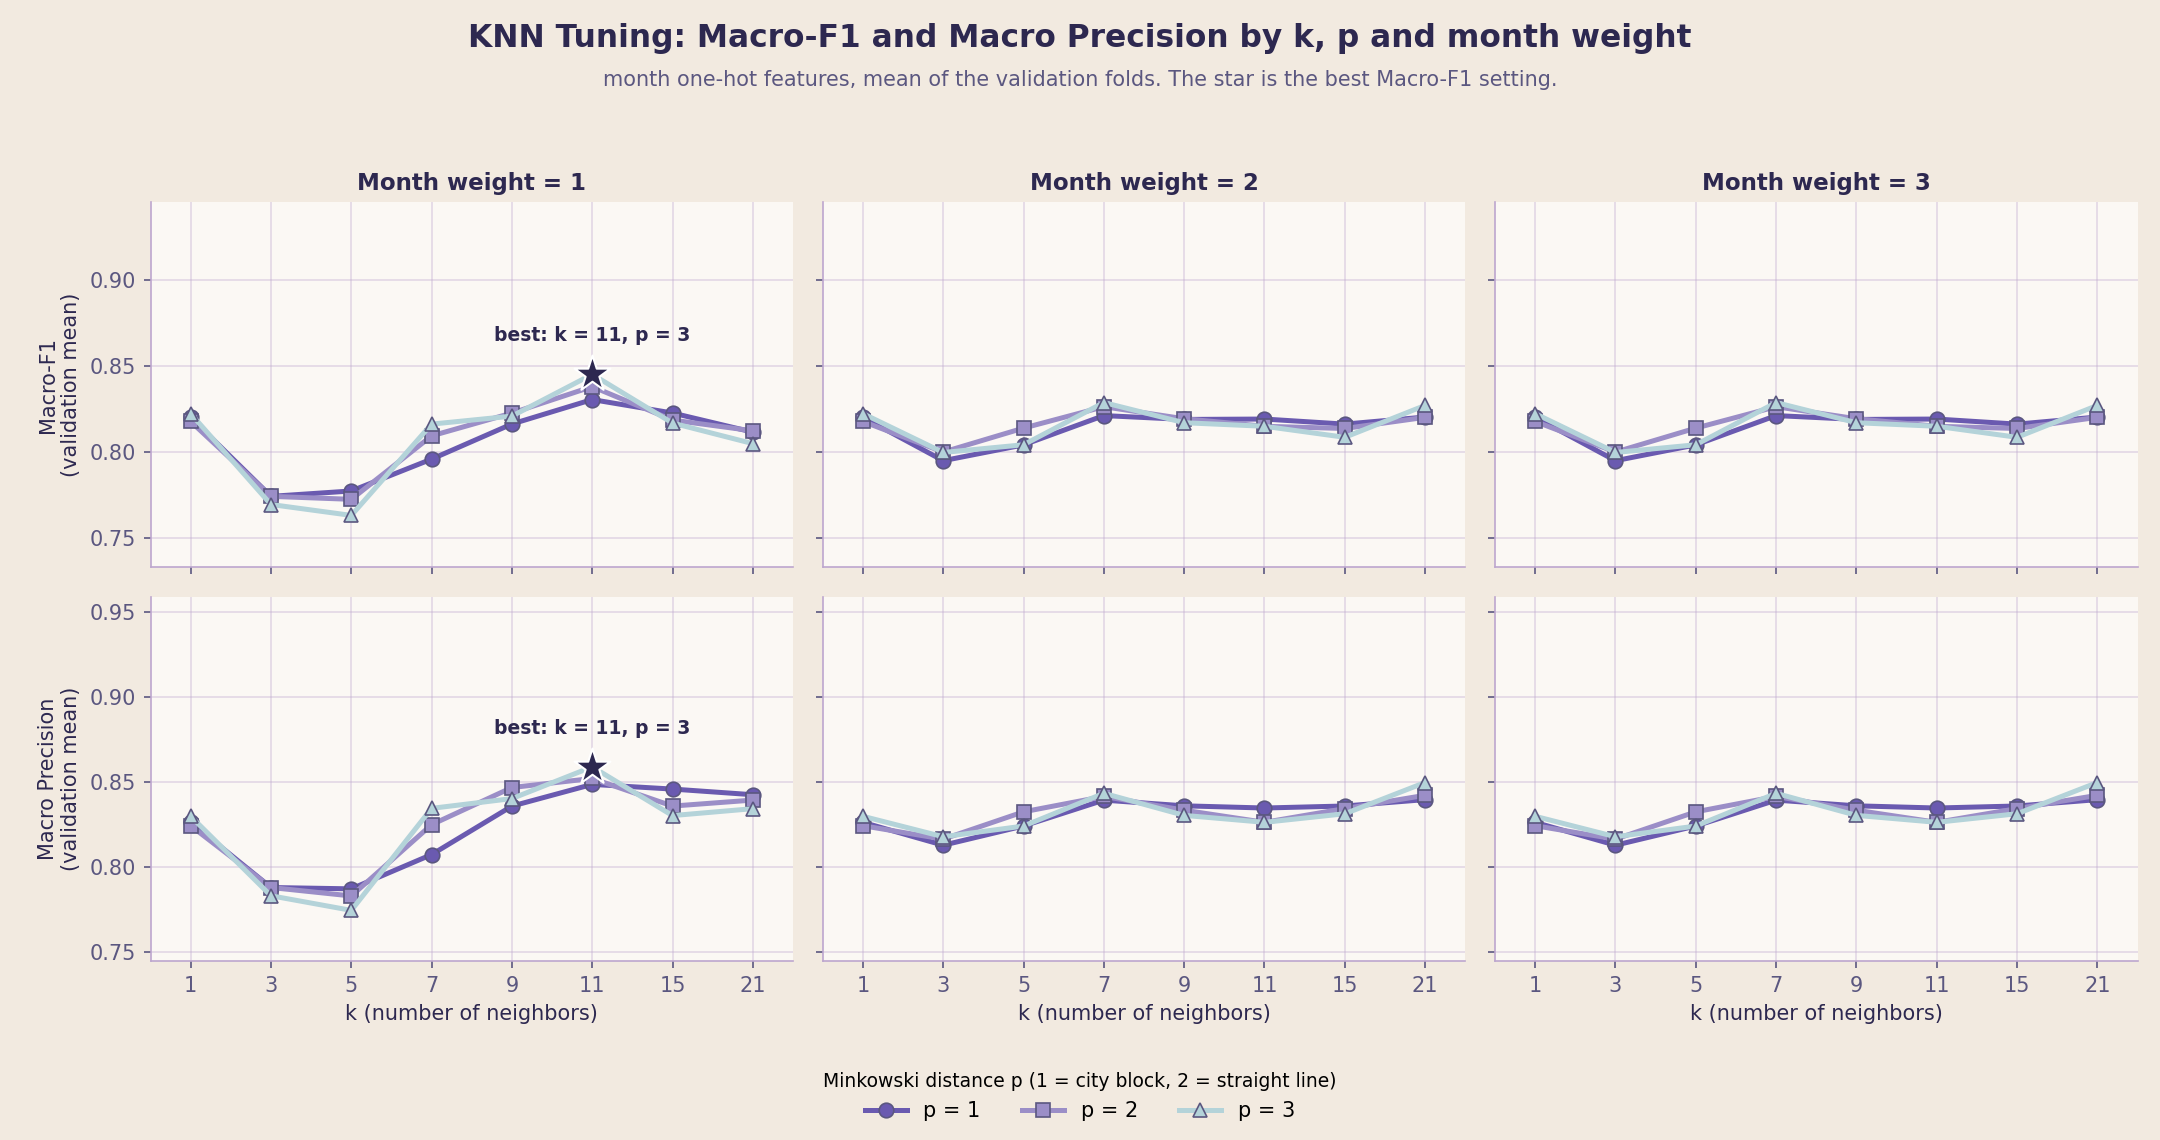 KNN Tuning: Macro-F1 and Macro Precision by k, p and month weight
month one-hot features, mean of the validation folds. The star is the best Macro-F1 setting.
Month weight = 1
Month weight = 2
Month weight = 3
Macro-F1
(validation mean)
0.90
0.85
0.80
0.75
best: k = 11, p = 3
Macro Precision
(validation mean)
0.95
0.90
0.85
0.80
0.75
best: k = 11, p = 3
1 3 5 7 9 11 15 21
1 3 5 7 9 11 15 21
1 3 5 7 9 11 15 21
k (number of neighbors)
k (number of neighbors)
k (number of neighbors)
Minkowski distance p (1 = city block, 2 = straight line)
p = 1 p = 2 p = 3